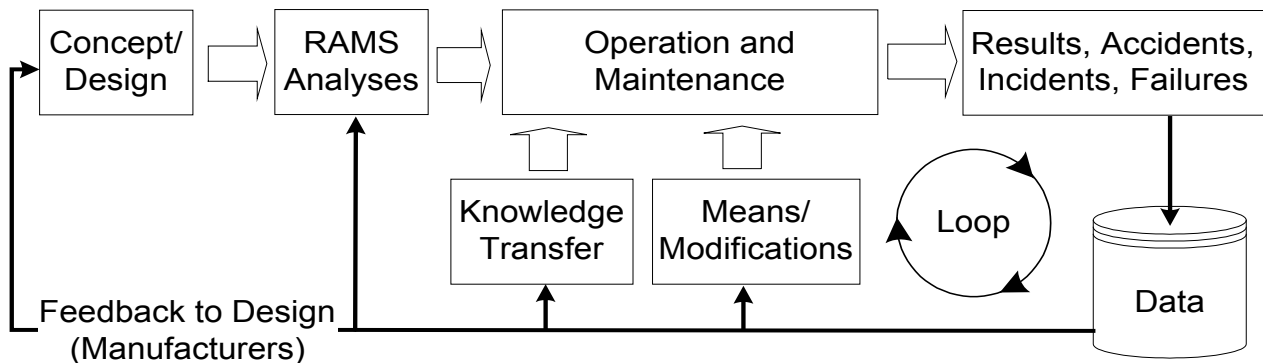 Concept/
Design
RAMS
Analyses
Operation and
Maintenance
Results, Accidents,
Incidents, Failures
Knowledge
Transfer
Means/
Modifications
Loop
Data
Feedback to Design
(Manufacturers)